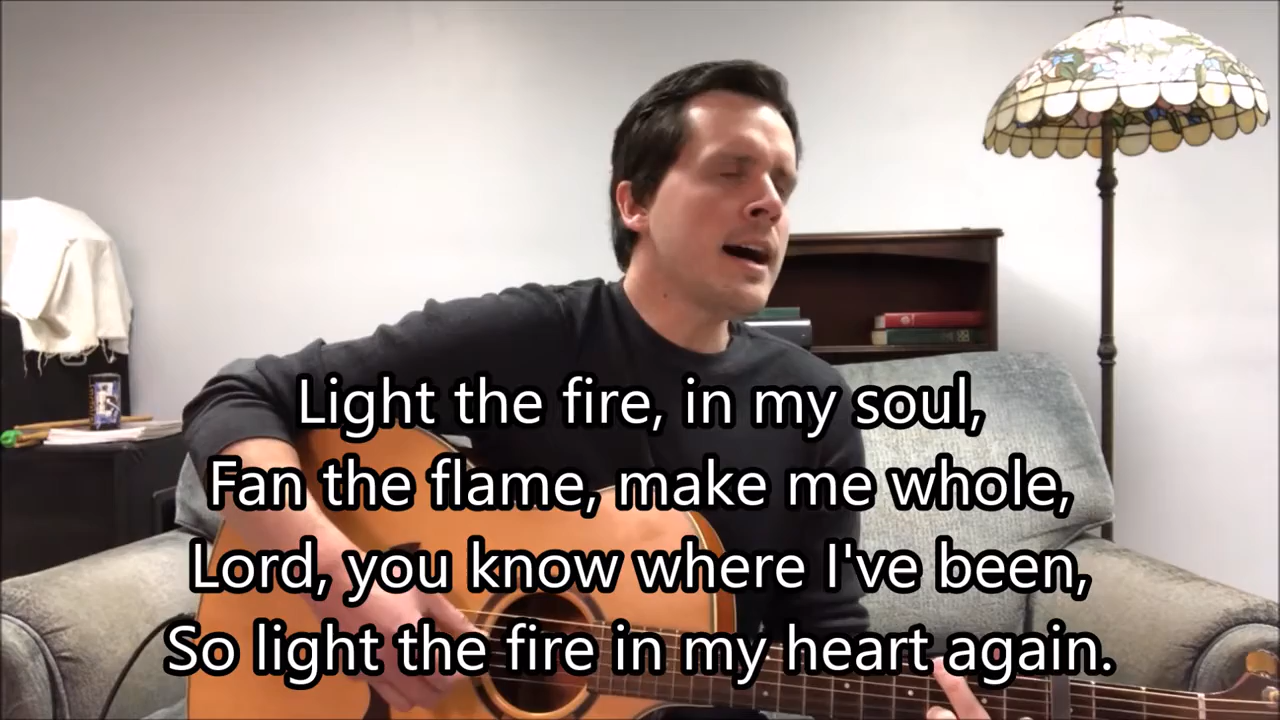 Light the fire, in my soul,
Fan the flame, make me whole,
Lord, you know where I've been,
So light the fire in my heart again.